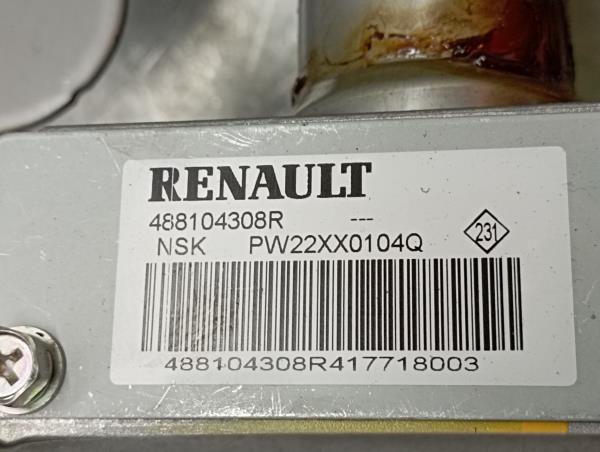 RENAULT
488104308R ---
NSK PW22XX0104Q 231
488104308R417718003